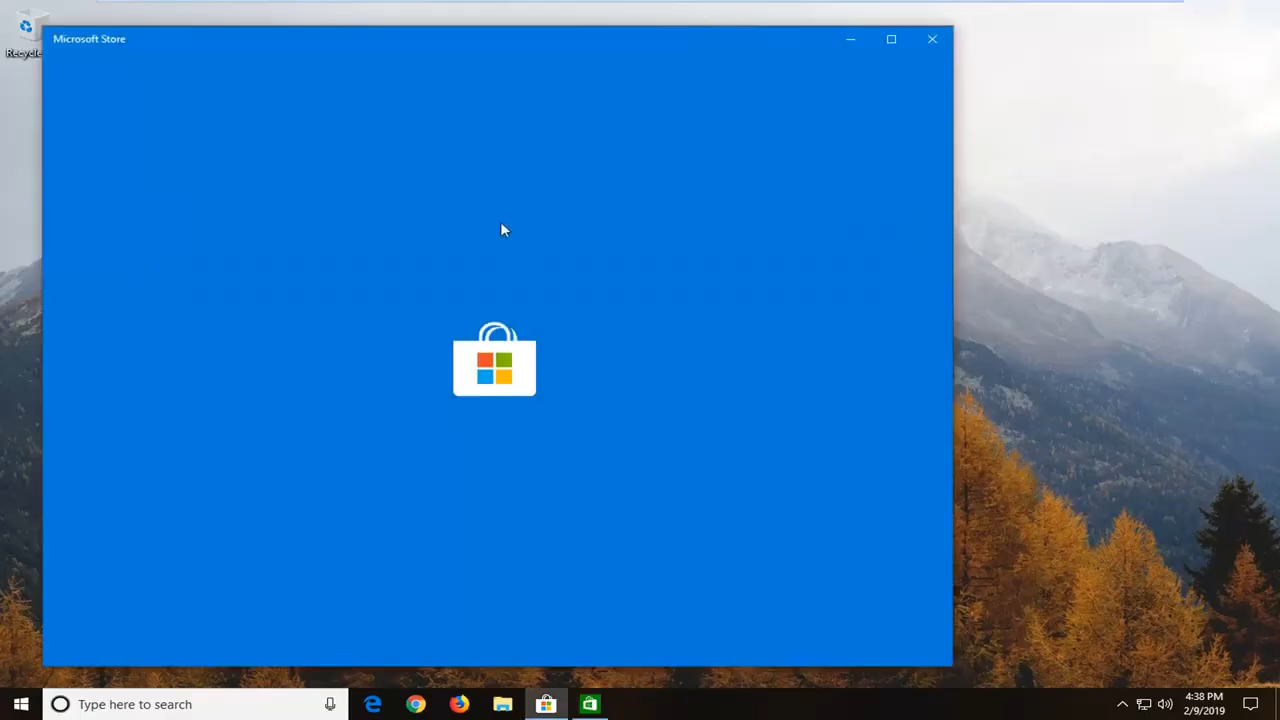 Microsoft Store
Recycle
Type here to search
4:38 PM
2/9/2019